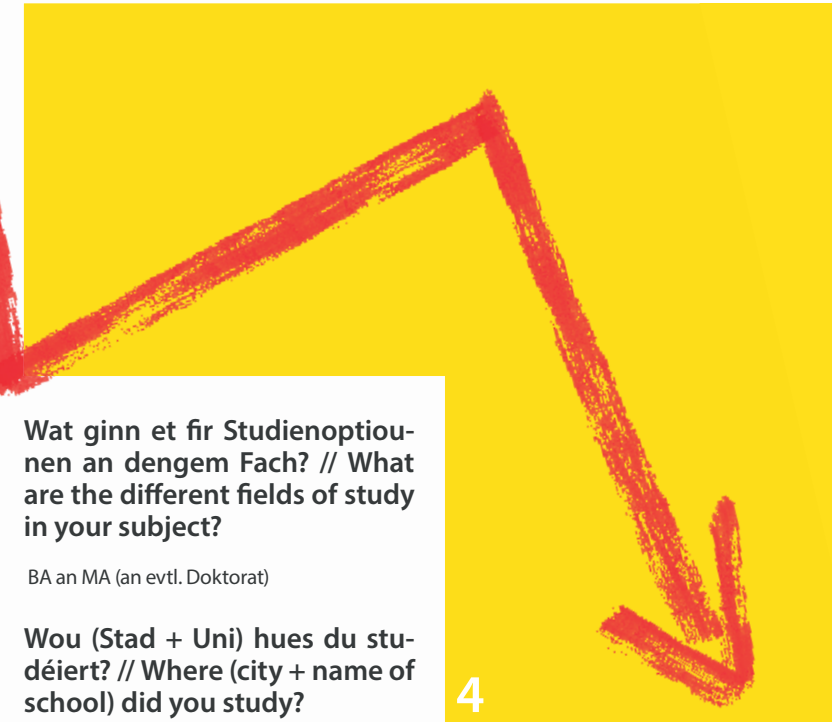 Wat ginn et fir Studienoptiou-
nen an dengem Fach? // What
are the different fields of study
in your subject?
BA an MA (an evtl. Doktorat)
Wou (Stad + Uni) hues du stu-
déiert? // Where (city + name of
school) did you study?
4